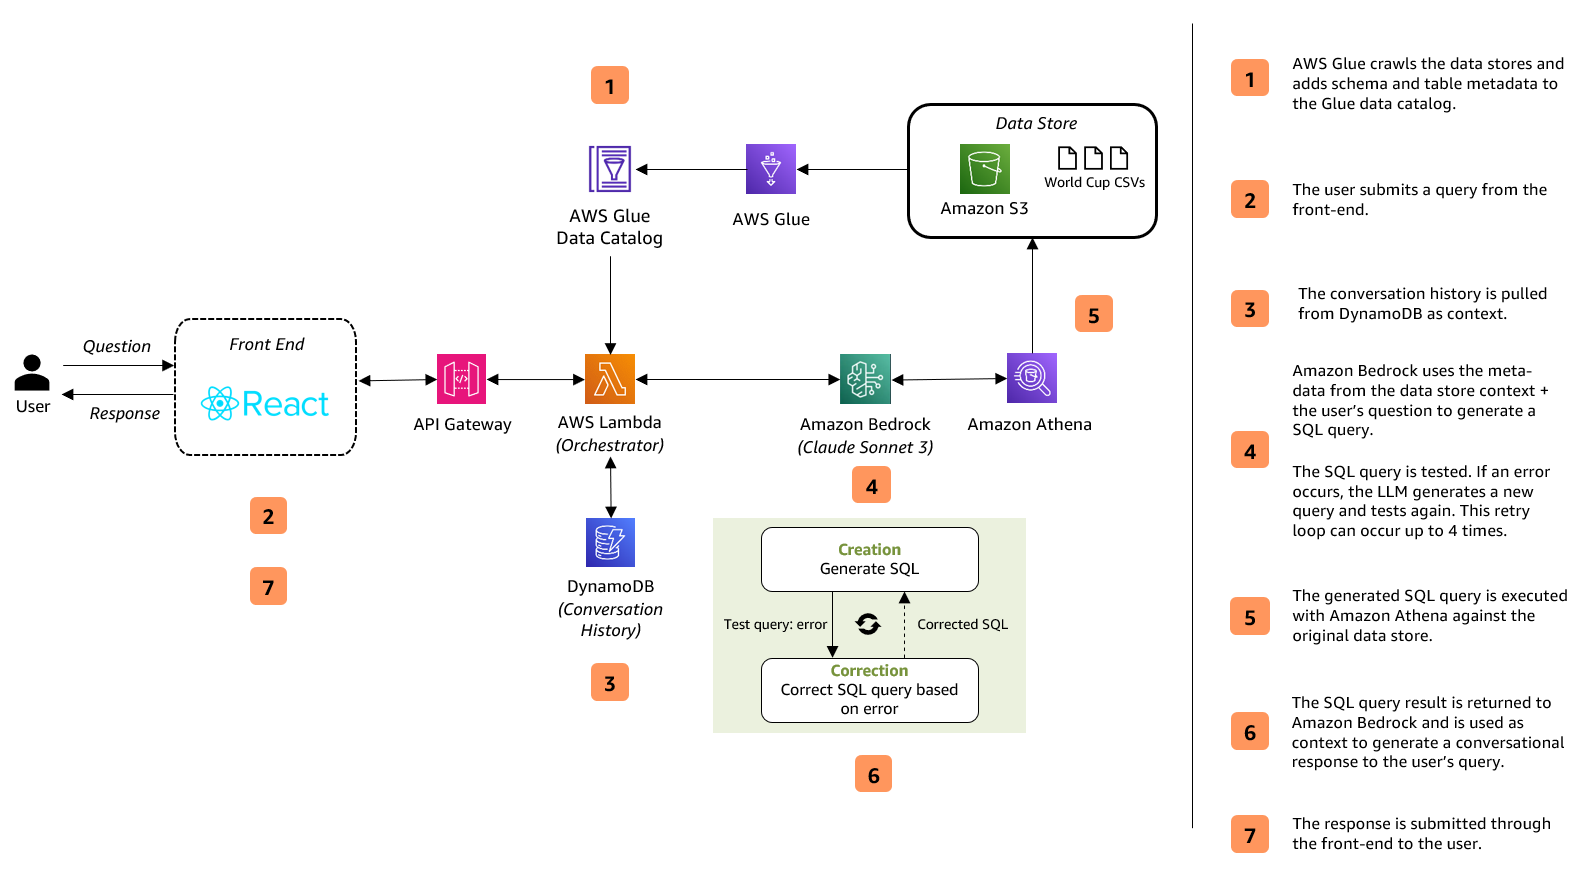 1
Data Store
World Cup CSVs
Amazon S3
AWS Glue
AWS Glue
Data Catalog
5
Question
Response
User
Front End
React
API Gateway
AWS Lambda
(Orchestrator)
Amazon Bedrock
(Claude Sonnet 3)
Amazon Athena
4
2
7
DynamoDB
(Conversation
History)
3
Creation
Generate SQL
Test query: error
Corrected SQL
Correction
Correct SQL query based
on error
6
1
AWS Glue crawls the data stores and
adds schema and table metadata to
the Glue data catalog.
2
The user submits a query from the
front-end.
3
The conversation history is pulled
from DynamoDB as context.
4
Amazon Bedrock uses the meta-
data from the data store context +
the user’s question to generate a
SQL query.
The SQL query is tested. If an error
occurs, the LLM generates a new
query and tests again. This retry
loop can occur up to 4 times.
5
The generated SQL query is executed
with Amazon Athena against the
original data store.
6
The SQL query result is returned to
Amazon Bedrock and is used as
context to generate a conversational
response to the user’s query.
7
The response is submitted through
the front-end to the user.